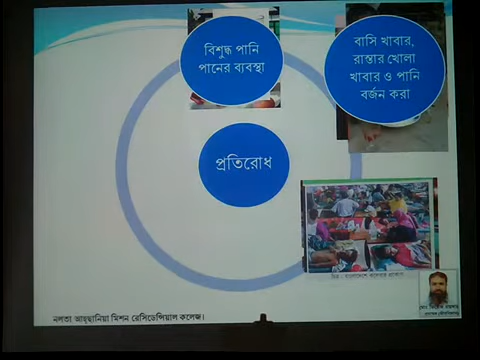 বিশুদ্ধ পানি
পানের ব্যবস্থা
বাসি খাবার,
রাস্তার খোলা
খাবার ও পানি
বর্জন করা
প্রতিরোধ
নলতা আহ্ছানিয়া মিশন রেসিডেন্সিয়াল কলেজ।